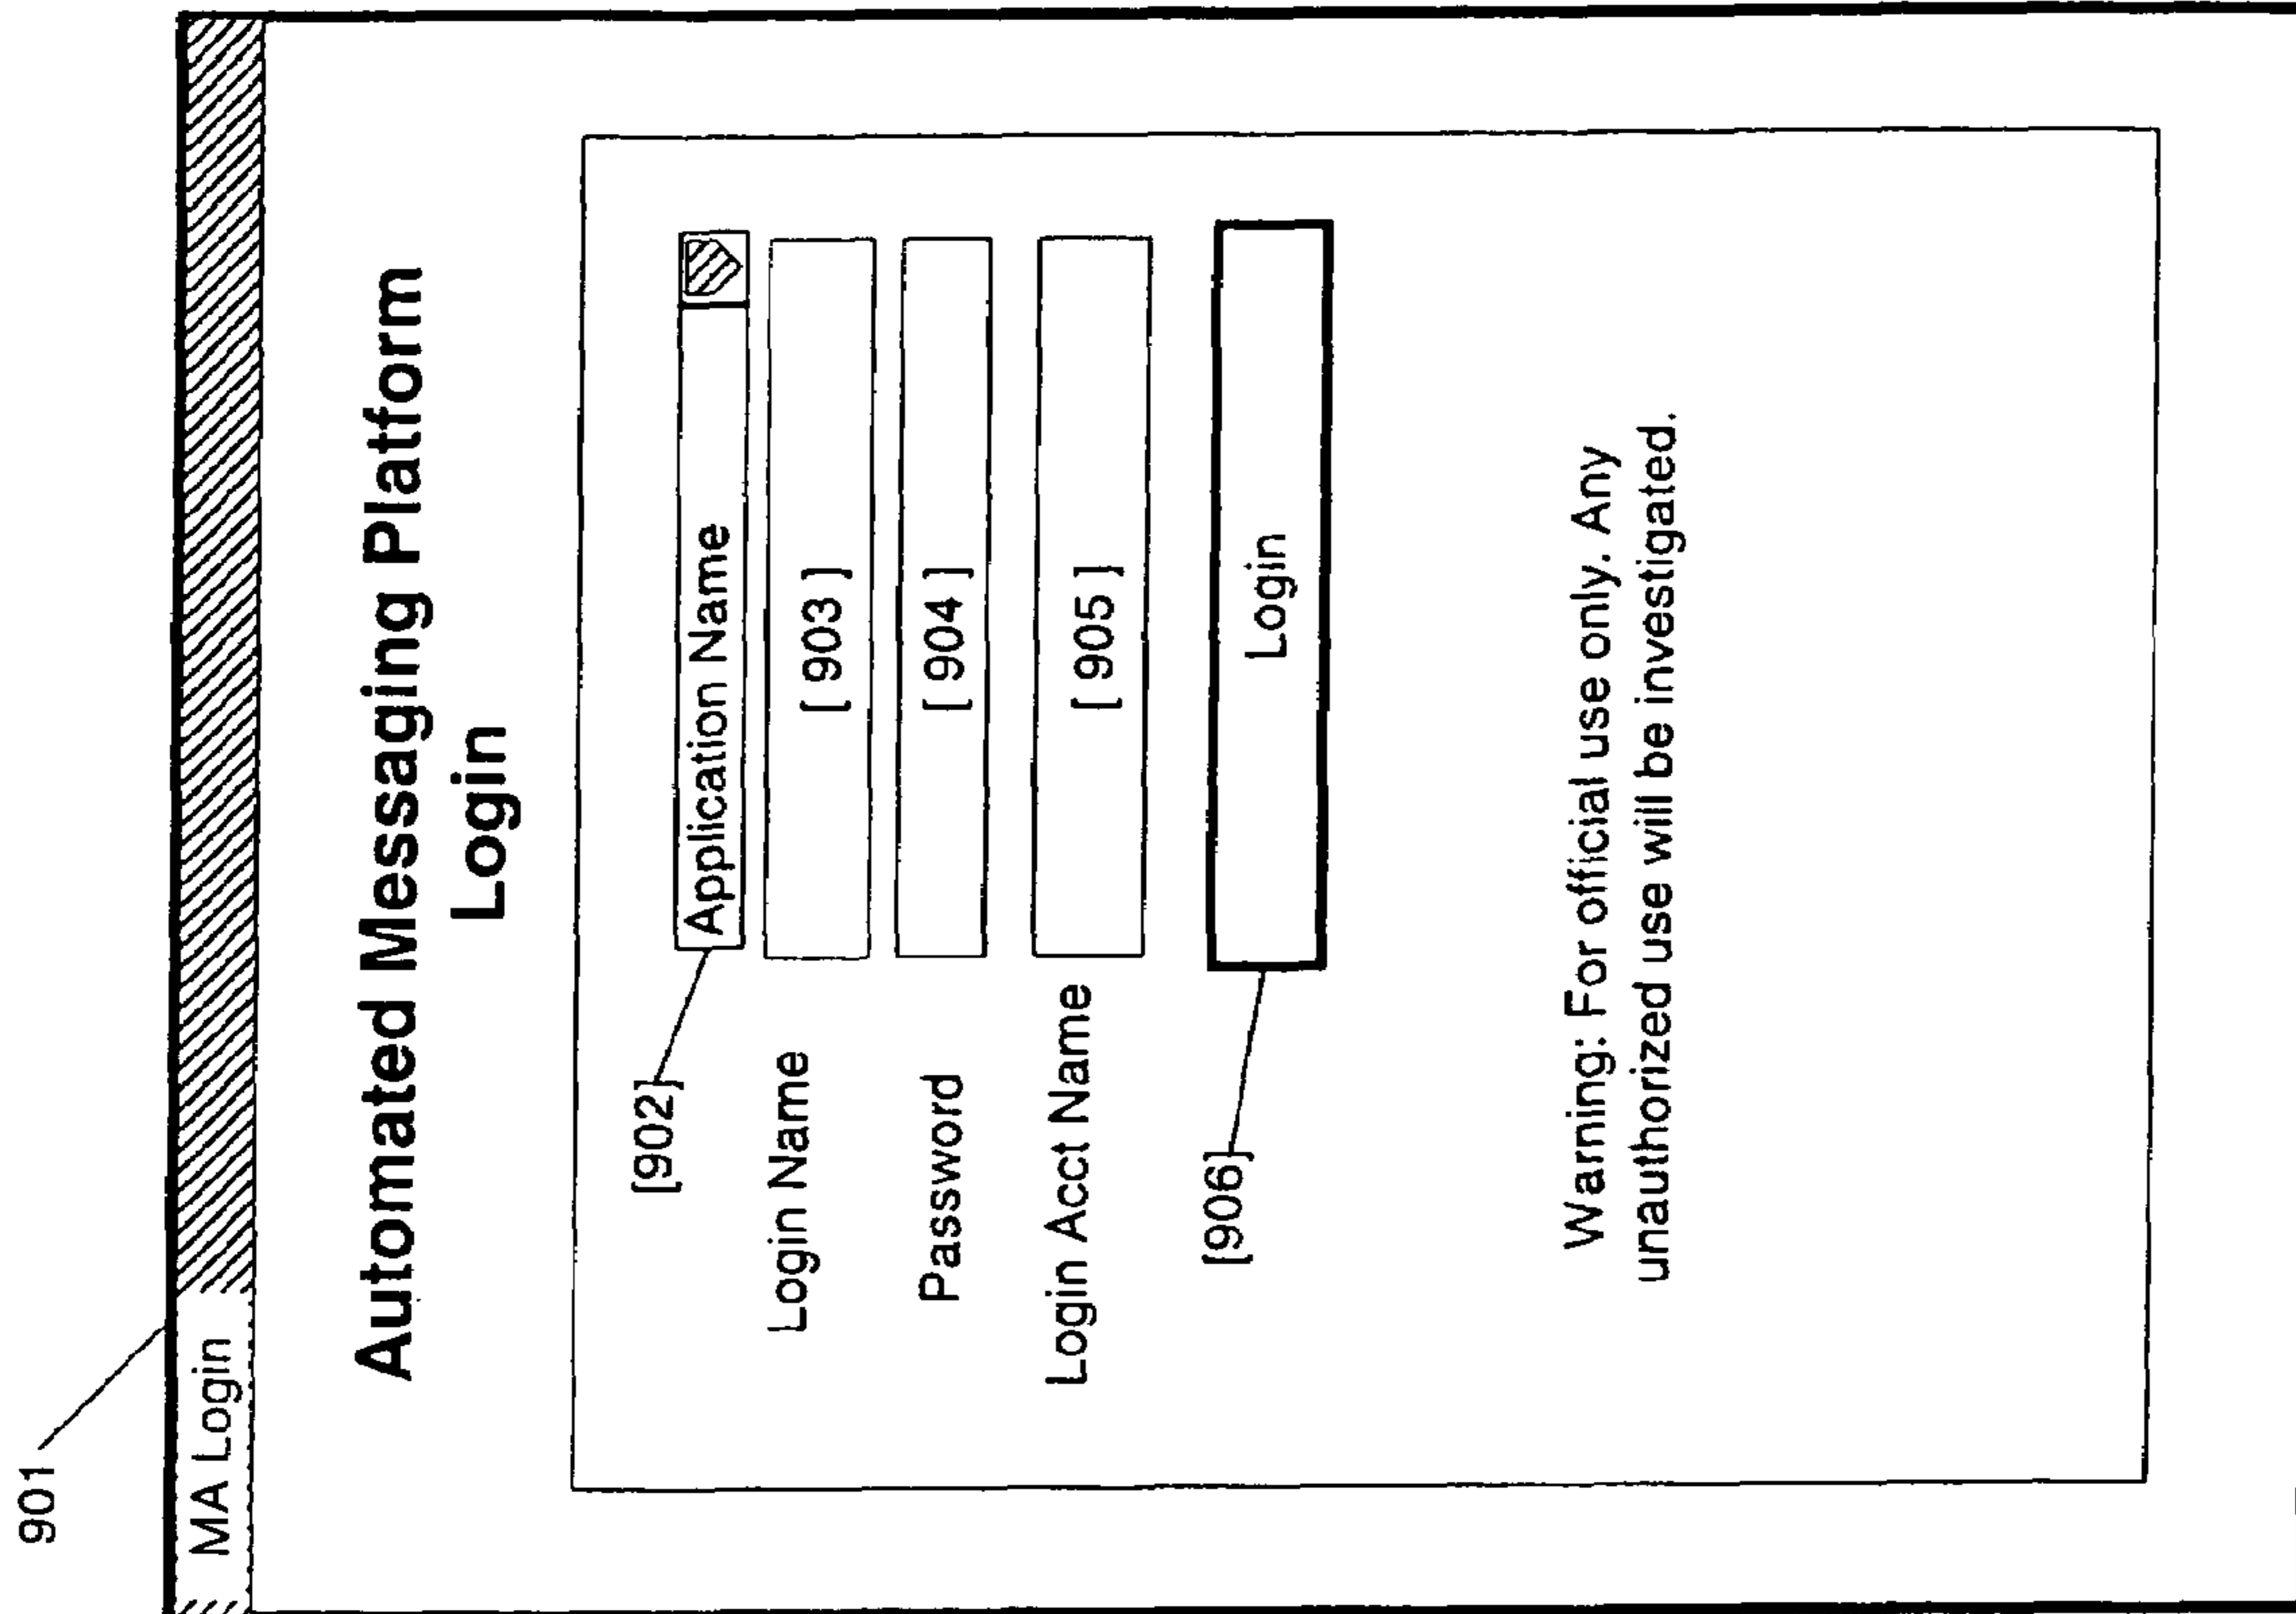 901
MA Login
Automated Messaging Platform
Login
[902]
Application Name
Login Name
[ 903 ]
Password
[ 904 ]
Login Acct Name
[ 905 ]
[906]
Login
Warning: For official use only. Any
unauthorized use will be investigated.